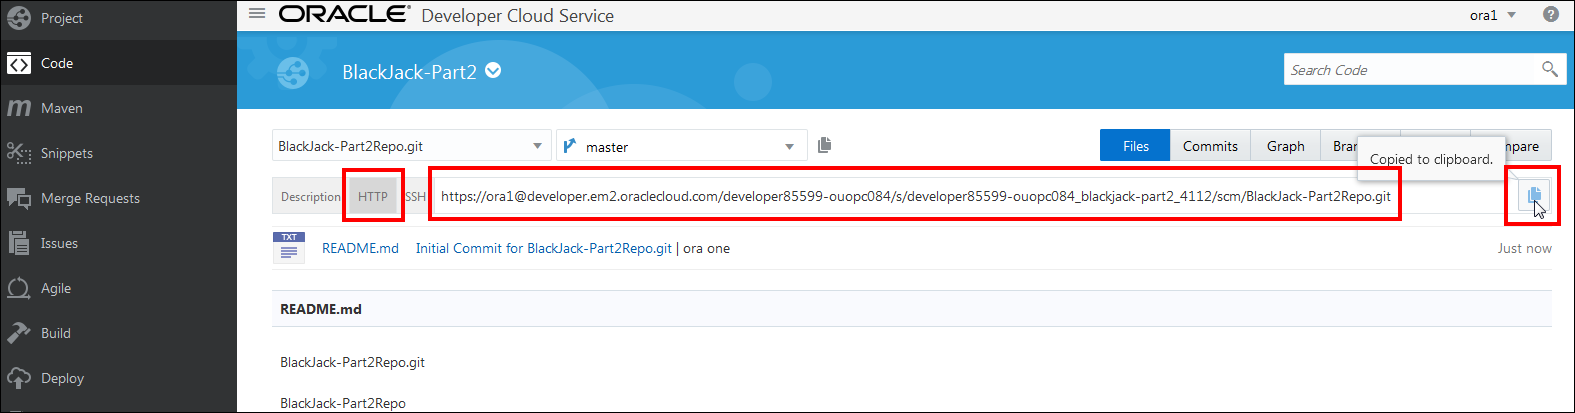 Project
Code
Maven
Snippets
Merge Requests
Issues
Agile
Build
Deploy
ORACLE® Developer Cloud Service
ora1
BlackJack-Part2
Search Code
BlackJack-Part2Repo.git master
Files Commits Graph Bran pare
Copied to clipboard.
Description HTTP SSH https://ora1@developer.em2.oraclecloud.com/developer85599-ouopc084/s/developer85599-ouopc084_blackjack-part2_4112/scm/BlackJack-Part2Repo.git
TXT README.md Initial Commit for BlackJack-Part2Repo.git | ora one Just now
README.md
BlackJack-Part2Repo.git
BlackJack-Part2Repo